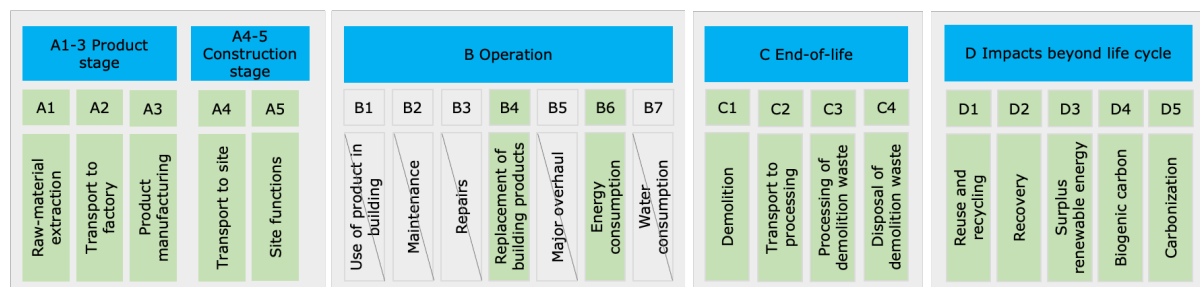 A1-3 Product
stage
A4-5
Construction
stage
B Operation
C End-of-life
D Impacts beyond life cycle
A1
A2
A3
A4
A5
B1
B2
B3
B4
B5
B6
B7
C1
C2
C3
C4
D1
D2
D3
D4
D5
Raw-material
extraction
Transport to
factory
Product
manufacturing
Transport to site
Site functions
Use of product in
building
Maintenance
Repairs
Replacement of
building products
Major overhaul
Energy
consumption
Water
consumption
Demolition
Transport to
processing
Processing of
demolition waste
Disposal of
demolition waste
Reuse and
recycling
Recovery
Surplus
renewable energy
Biogenic carbon
Carbonization